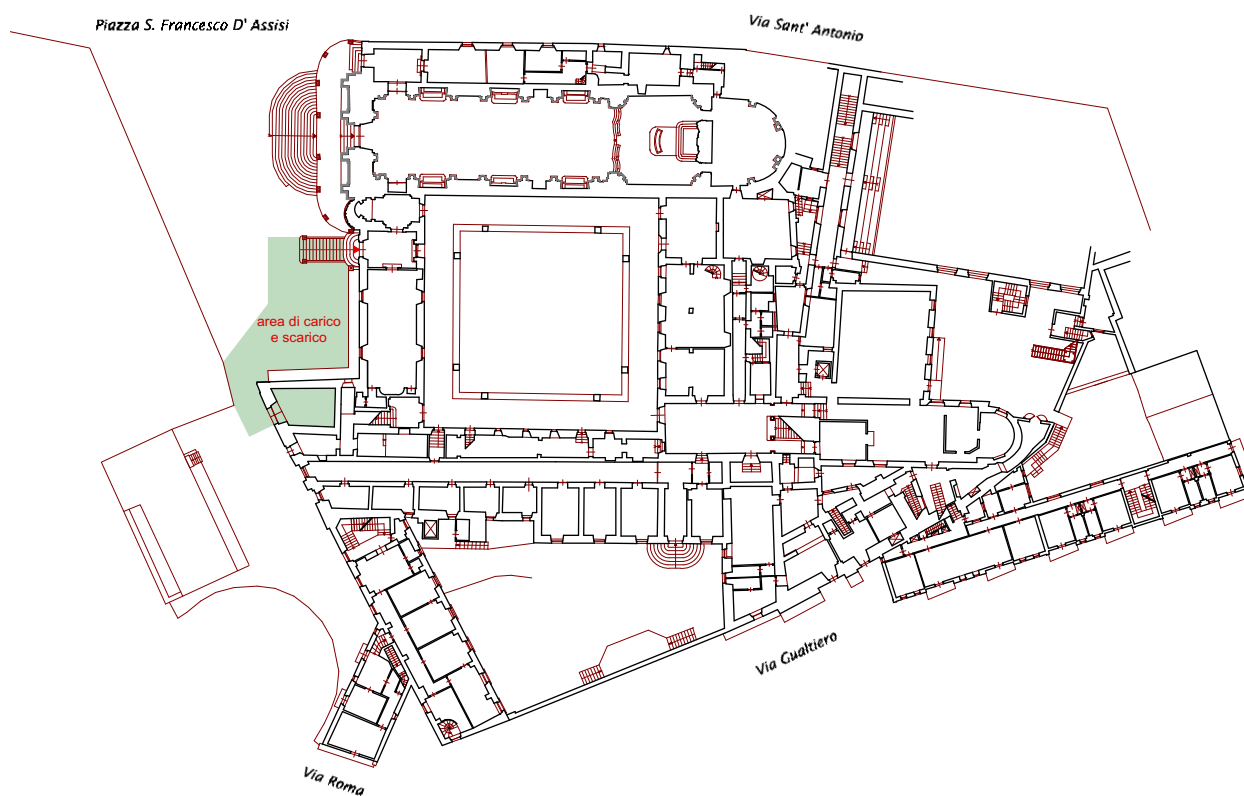 Piazza S. Francesco D' Assisi
Via Sant' Antonio
area di carico
e scarico
Via Gualtiero
Via Roma